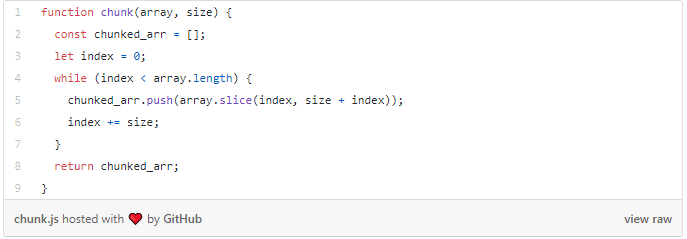 1 function chunk(array, size) {
2   const chunked_arr = [];
3   let index = 0;
4   while (index < array.length) {
5     chunked_arr.push(array.slice(index, size + index));
6     index += size;
7   }
8   return chunked_arr;
9 }
chunk.js hosted with ❤ by GitHub view raw